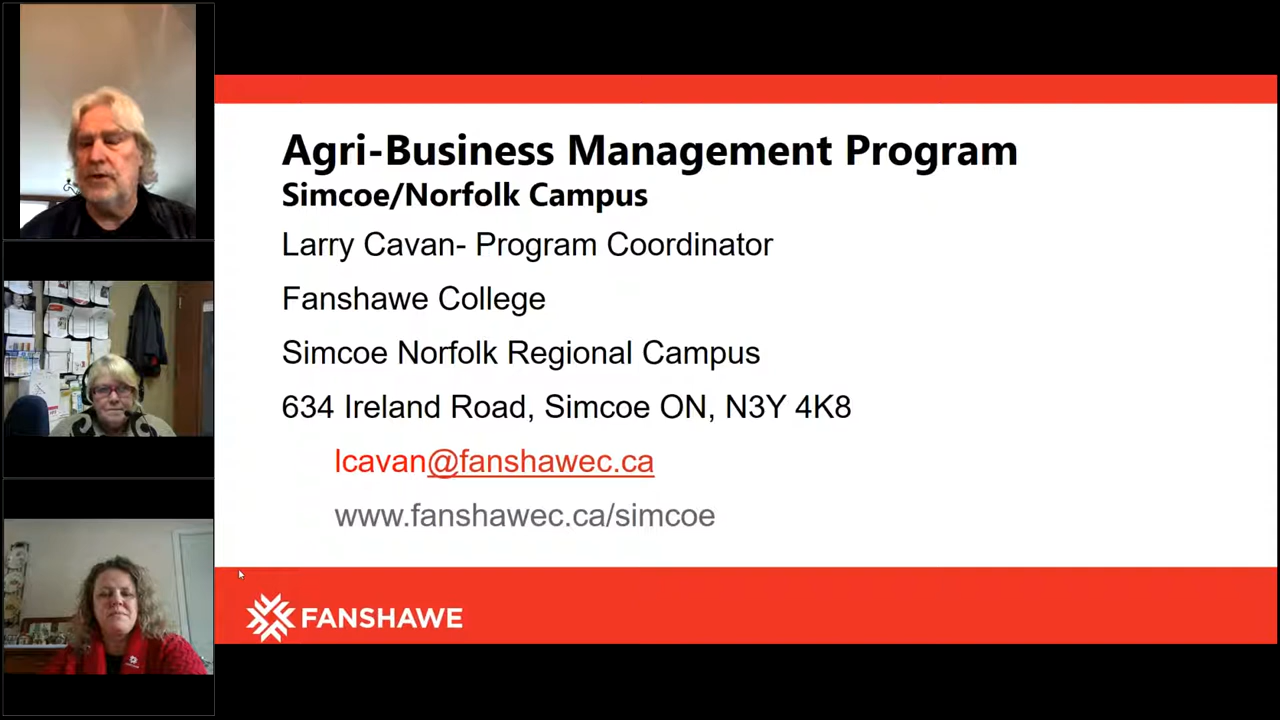 Agri-Business Management Program
Simcoe/Norfolk Campus
Larry Cavan- Program Coordinator
Fanshawe College
Simcoe Norfolk Regional Campus
634 Ireland Road, Simcoe ON, N3Y 4K8
lcavan@fanshawec.ca
www.fanshawec.ca/simcoe
FANSHAWE